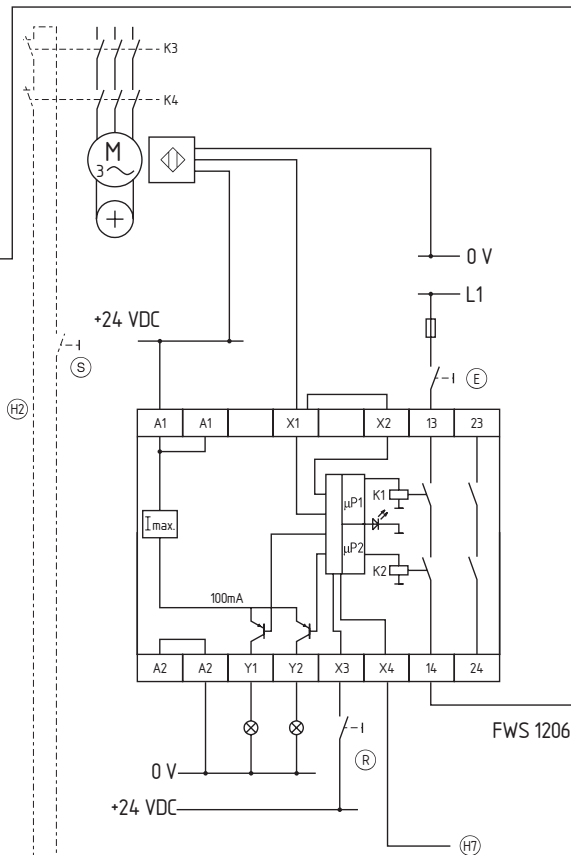 K3
K4
M
3
0 V
L1
+24 VDC
S
E
H2
A1 A1 X1 X2 13 23
µP1
K1
I max.
µP2
K2
100mA
A2 A2 Y1 Y2 X3 X4 14 24
FWS 1206
R
0 V
+24 VDC
H7